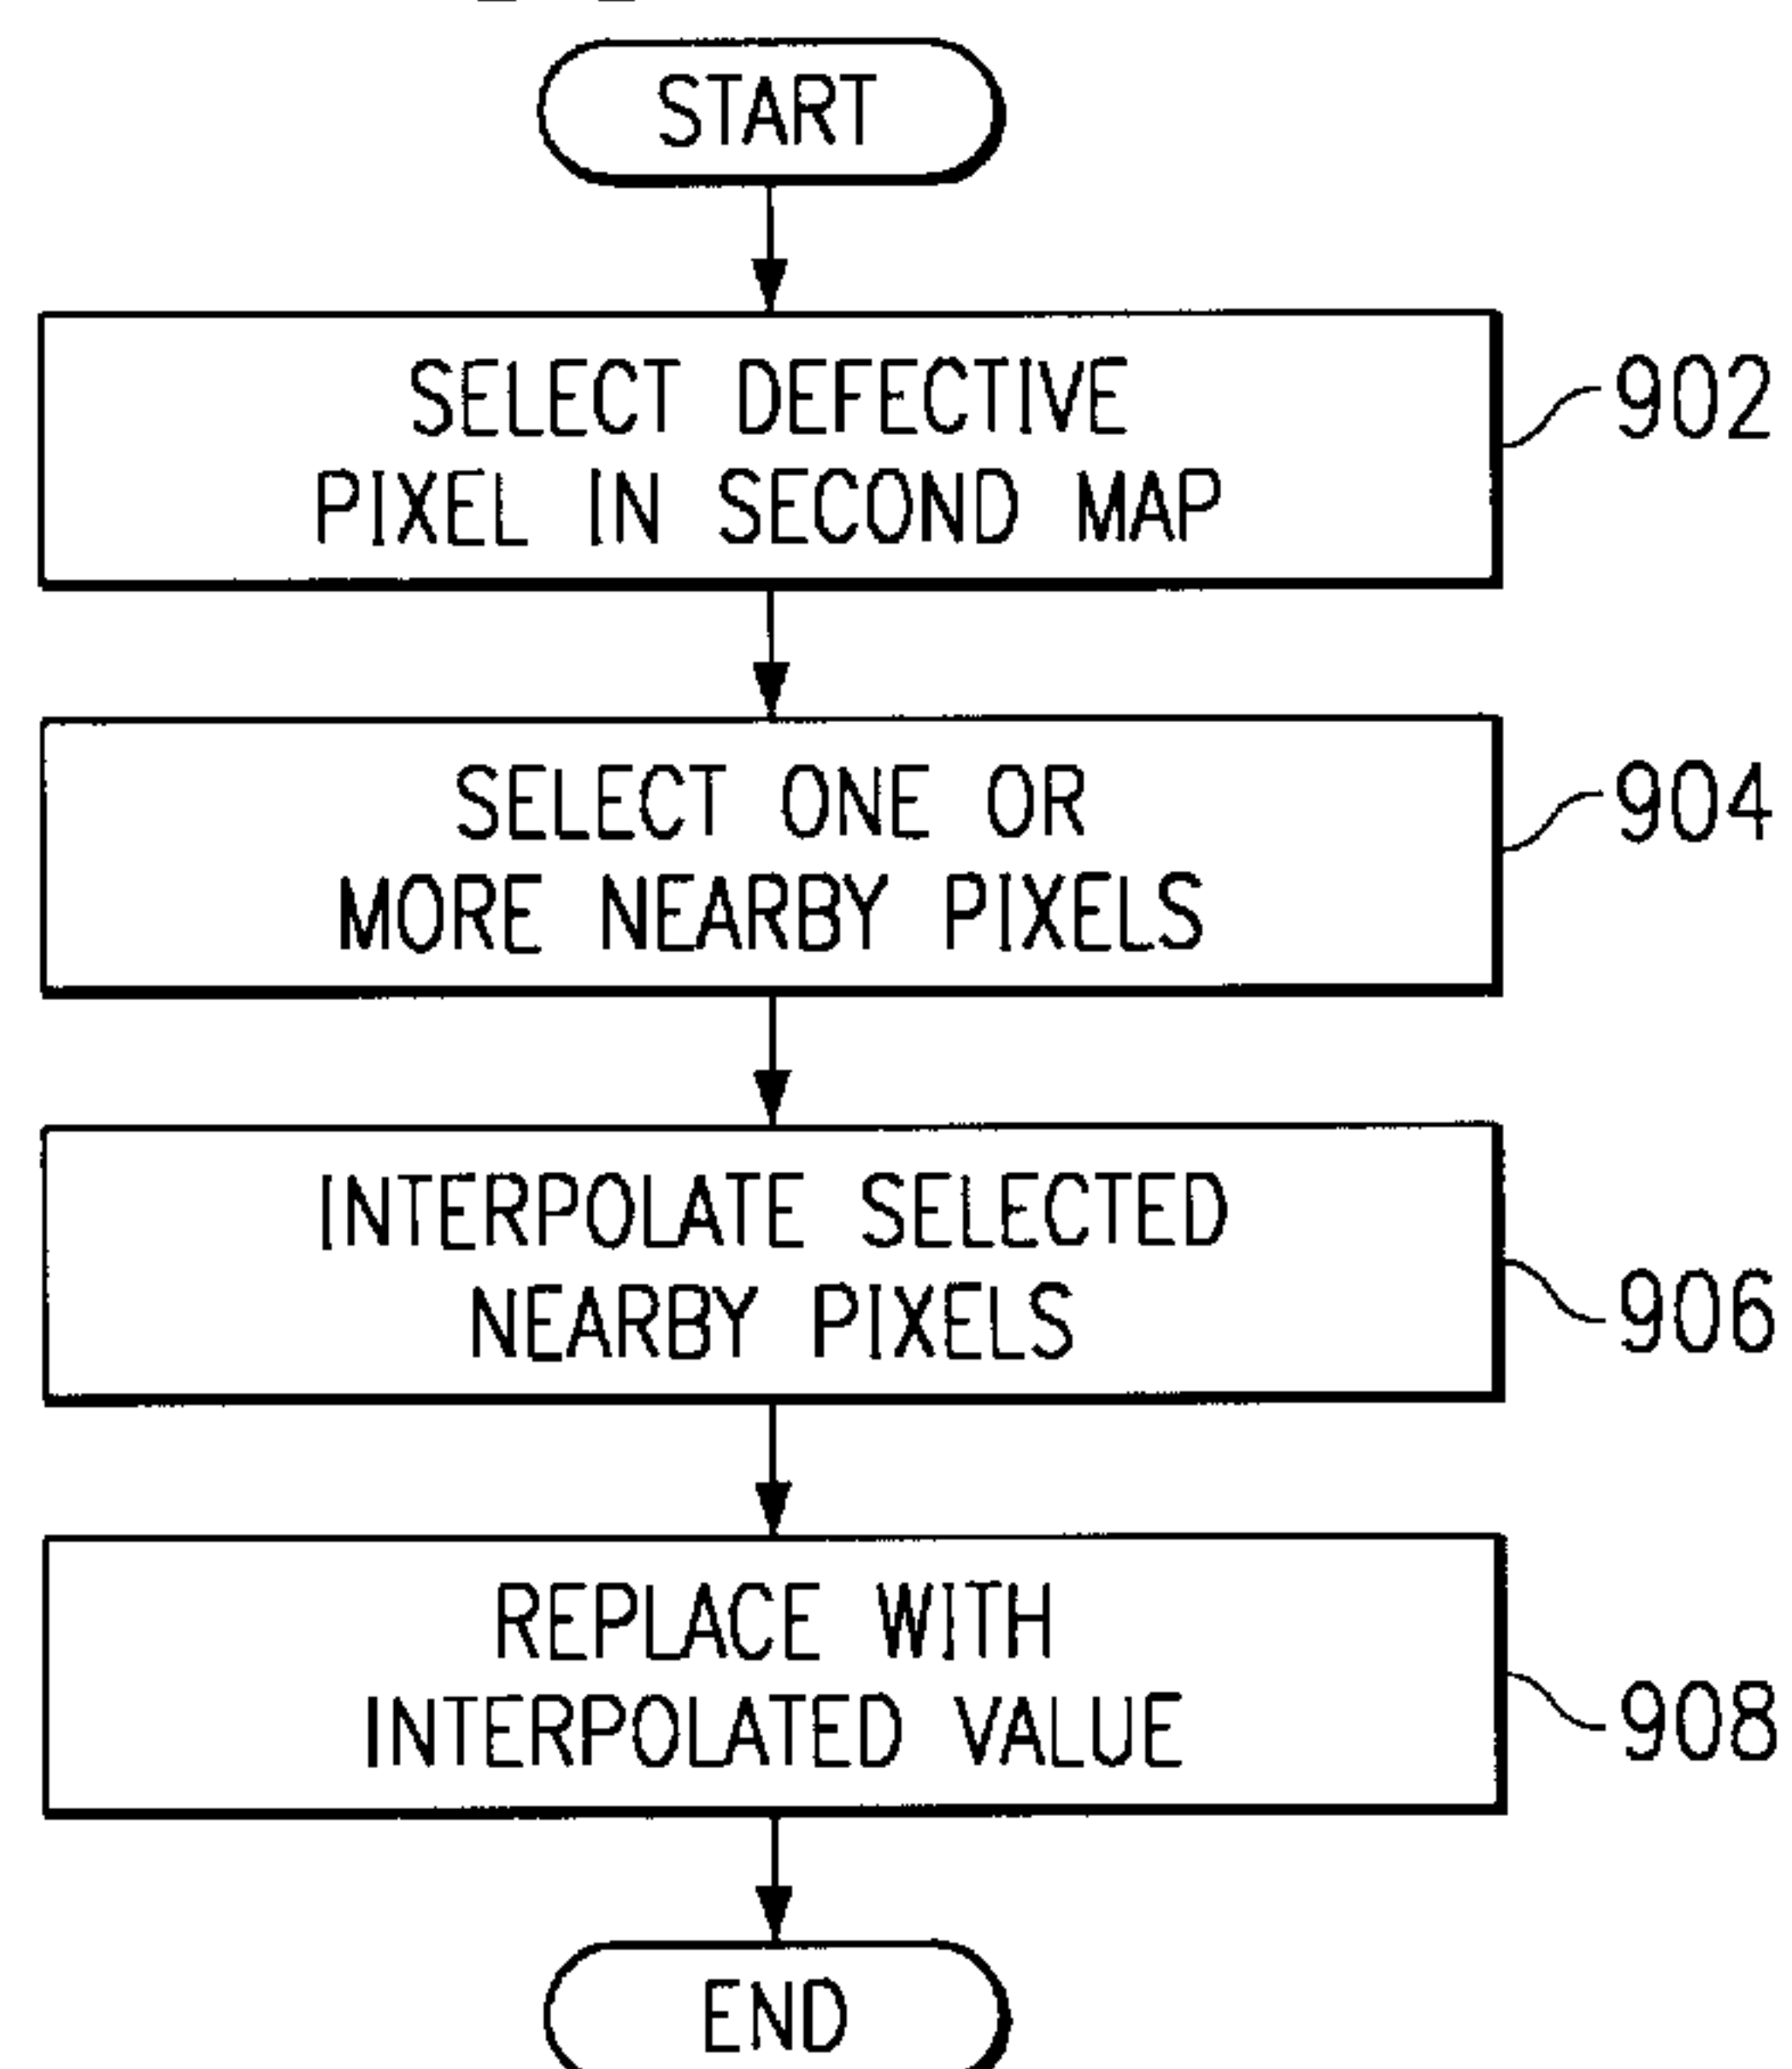 START
SELECT DEFECTIVE
PIXEL IN SECOND MAP
902
SELECT ONE OR
MORE NEARBY PIXELS
904
INTERPOLATE SELECTED
NEARBY PIXELS
906
REPLACE WITH
INTERPOLATED VALUE
908
END